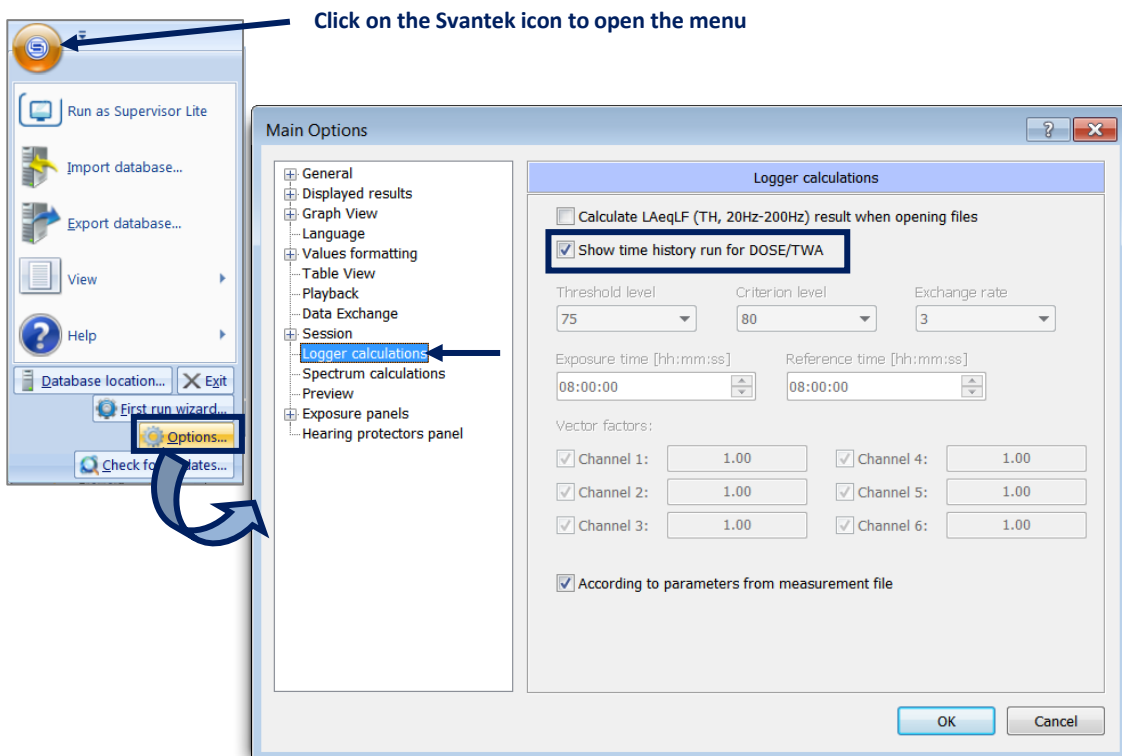 Click on the Svantek icon to open the menu
Run as Supervisor Lite
Import database...
Export database...
View
Help
Database location...
Exit
First run wizard...
Options...
Check for
ates...
Main Options
General
Displayed results
Graph View
Language
Values formatting
Table View
Playback
Data Exchange
Session
Logger calculations
Spectrum calculations
Preview
Exposure panels
Hearing protectors panel
Logger calculations
Calculate LAeqLF (TH, 20Hz-200Hz) result when opening files
Show time history run for DOSE/TWA
Threshold level Criterion level Exchange rate
75 80 3
Exposure time [hh:mm:ss] Reference time [hh:mm:ss]
08:00:00 08:00:00
Vector factors:
Channel 1: 1.00 Channel 4: 1.00
Channel 2: 1.00 Channel 5: 1.00
Channel 3: 1.00 Channel 6: 1.00
According to parameters from measurement file
OK Cancel